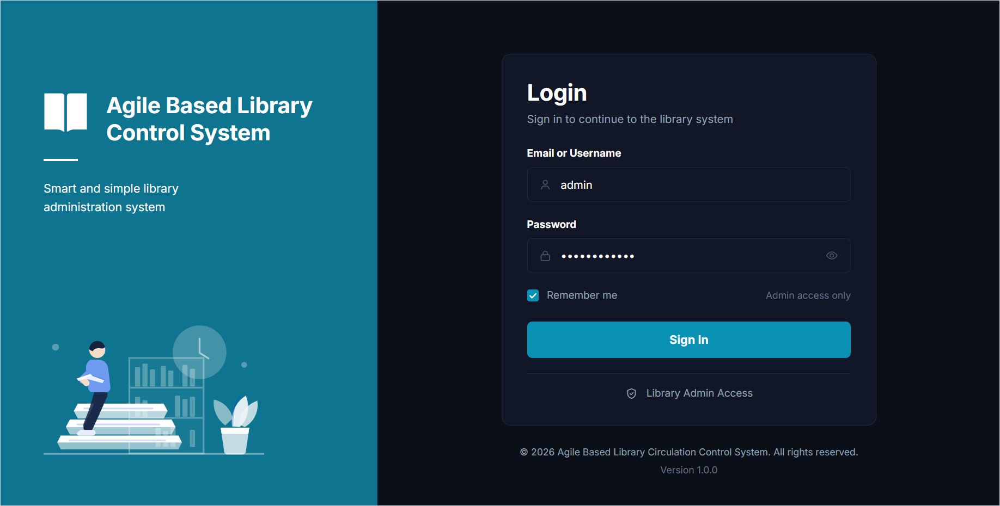 Agile Based Library
Control System
Smart and simple library
administration system
Login
Sign in to continue to the library system
Email or Username
admin
Password
••••••••••••
Remember me
Admin access only
Sign In
Library Admin Access
© 2026 Agile Based Library Circulation Control System. All rights reserved.
Version 1.0.0